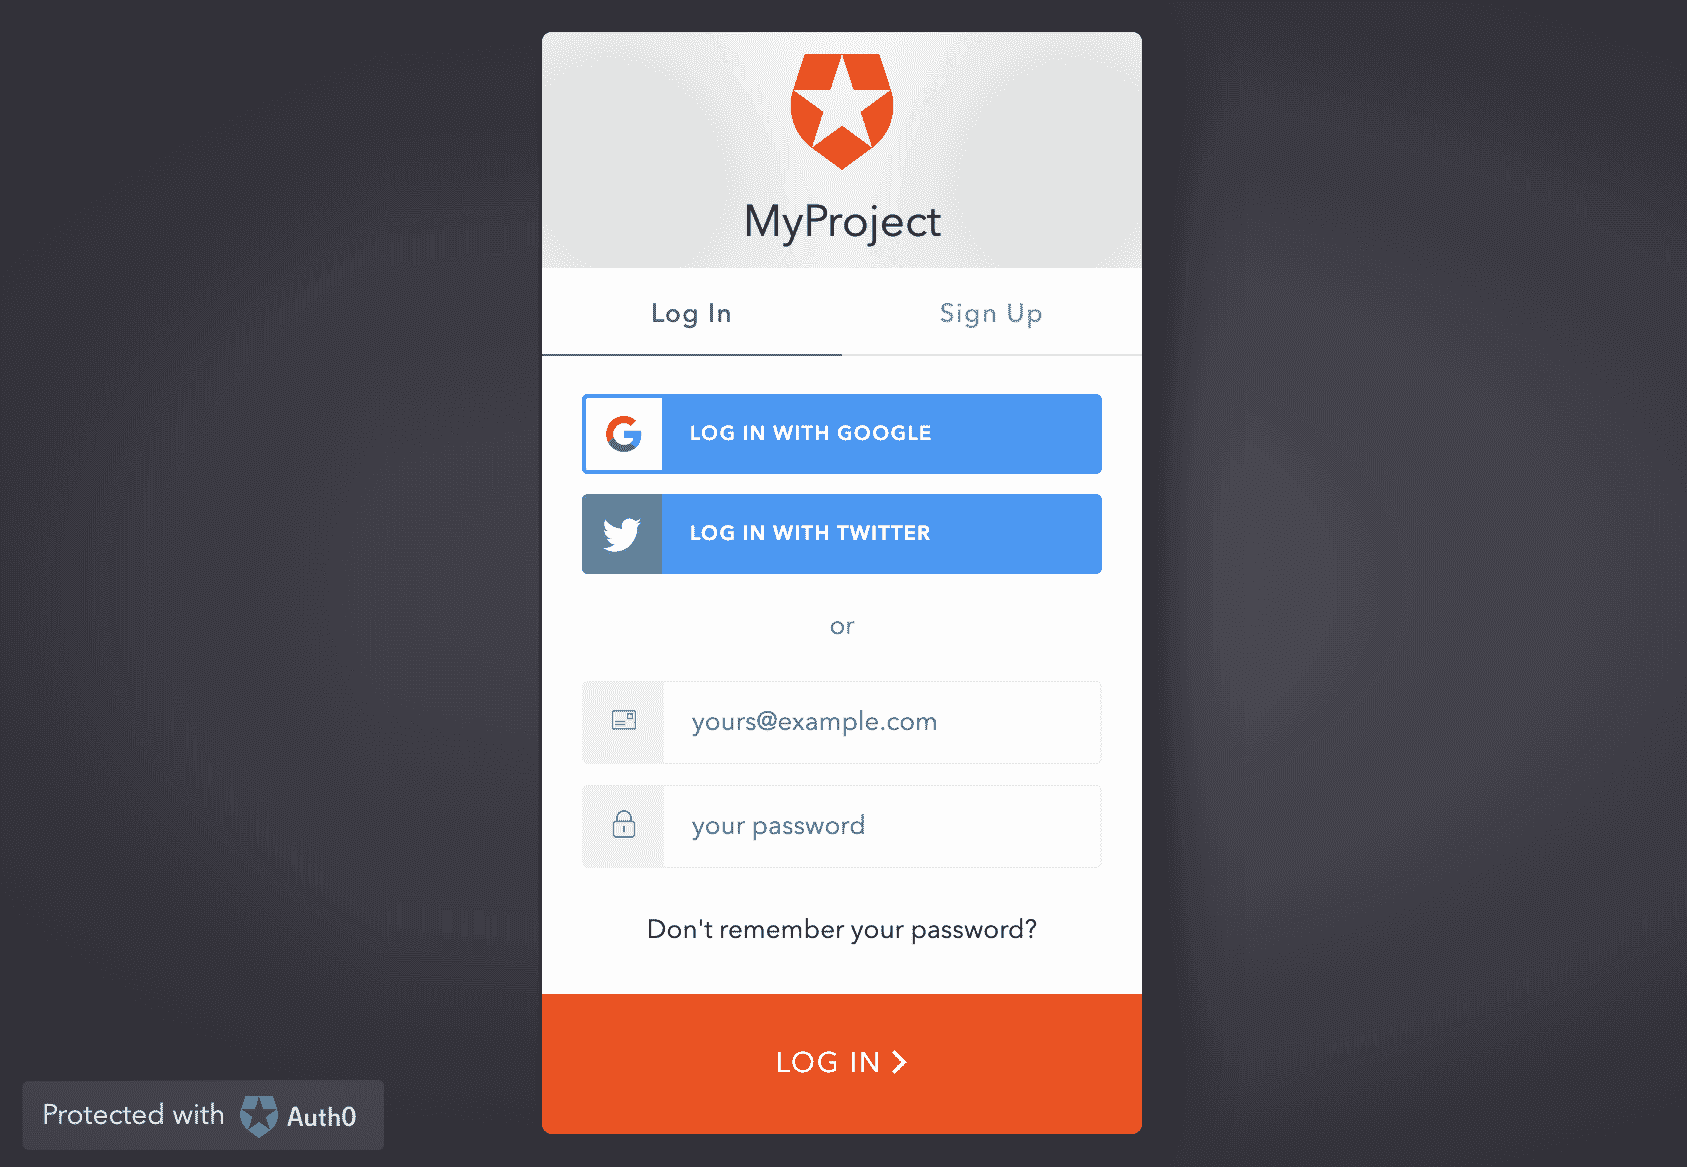 MyProject
Log In
Sign Up
LOG IN WITH GOOGLE
LOG IN WITH TWITTER
or
yours@example.com
your password
Don't remember your password?
LOG IN
Protected with Auth0